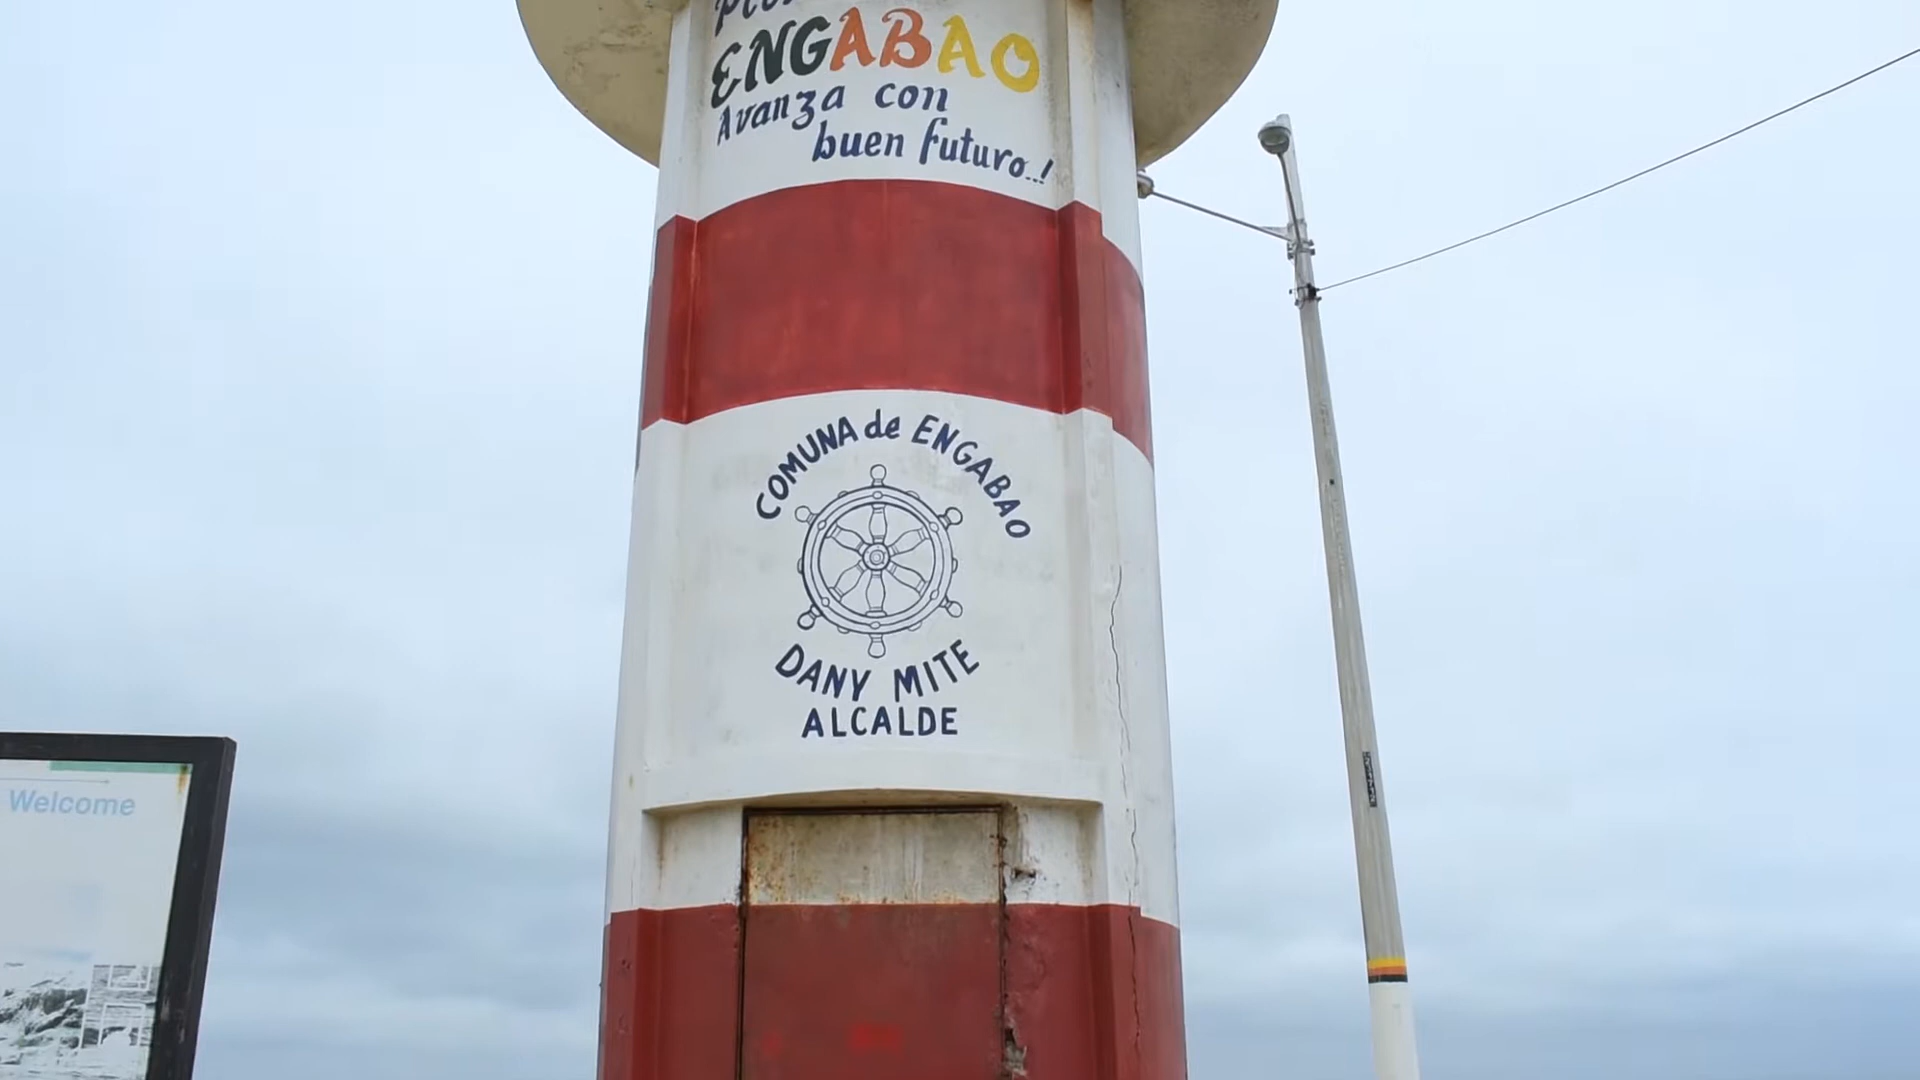 ENGABAO
Avanza con
buen futuro..!
COMUNA de ENGABAO
DANY MITE
ALCALDE
Welcome